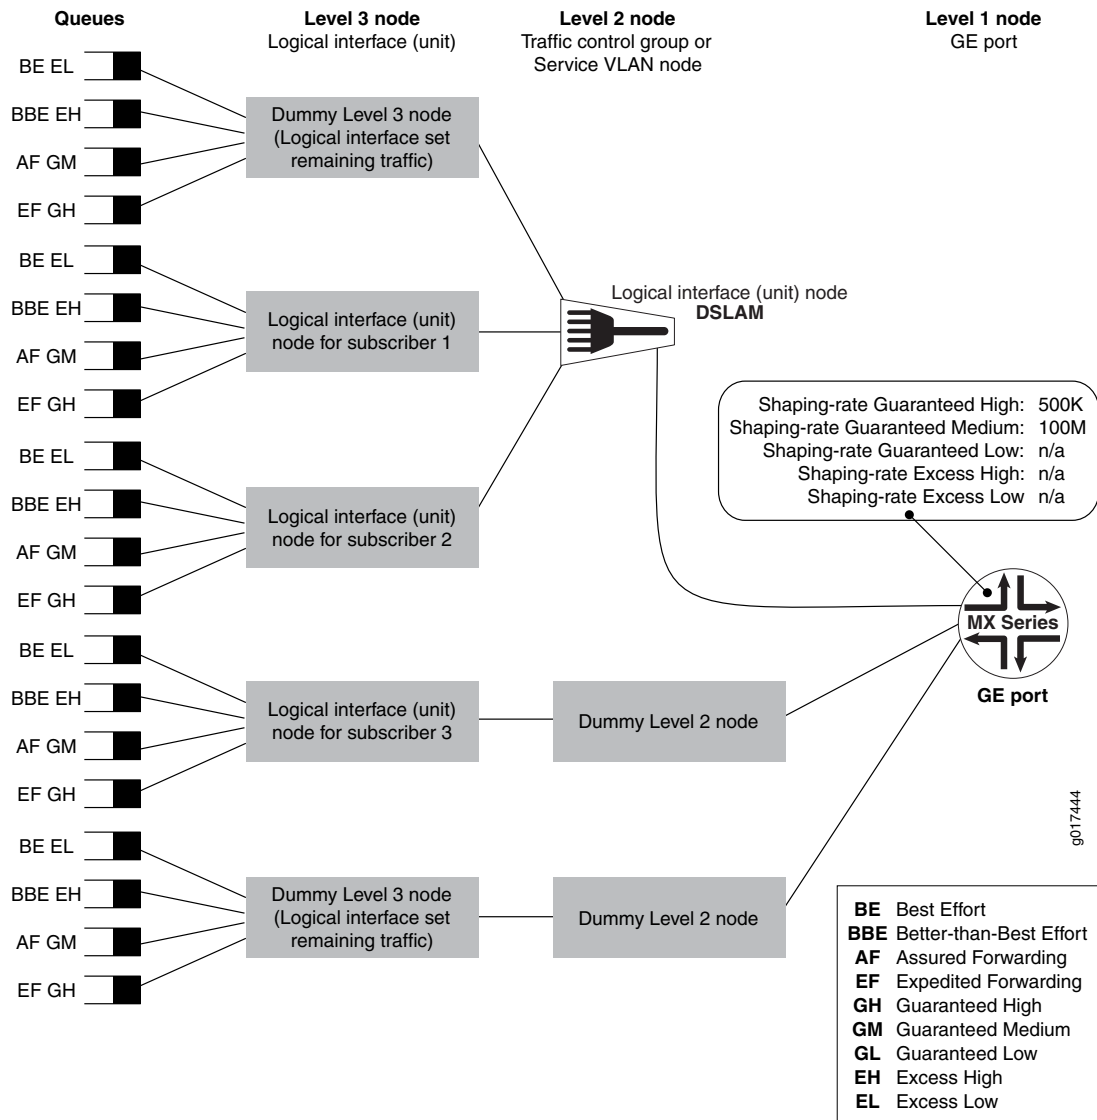 Queues
Level 3 node
Logical interface (unit)
Level 2 node
Traffic control group or
Service VLAN node
Level 1 node
GE port
BE EL
BBE EH
AF GM
EF GH
Dummy Level 3 node
(Logical interface set
remaining traffic)
BE EL
BBE EH
AF GM
EF GH
Logical interface (unit)
node for subscriber 1
Logical interface (unit) node
DSLAM
BE EL
BBE EH
AF GM
EF GH
Logical interface (unit)
node for subscriber 2
Shaping-rate Guaranteed High: 500K
Shaping-rate Guaranteed Medium: 100M
Shaping-rate Guaranteed Low: n/a
Shaping-rate Excess High: n/a
Shaping-rate Excess Low n/a
MX Series
GE port
BE EL
BBE EH
AF GM
EF GH
Logical interface (unit)
node for subscriber 3
Dummy Level 2 node
BE EL
BBE EH
AF GM
EF GH
Dummy Level 3 node
(Logical interface set
remaining traffic)
Dummy Level 2 node
g017444
BE Best Effort
BBE Better-than-Best Effort
AF Assured Forwarding
EF Expedited Forwarding
GH Guaranteed High
GM Guaranteed Medium
GL Guaranteed Low
EH Excess High
EL Excess Low